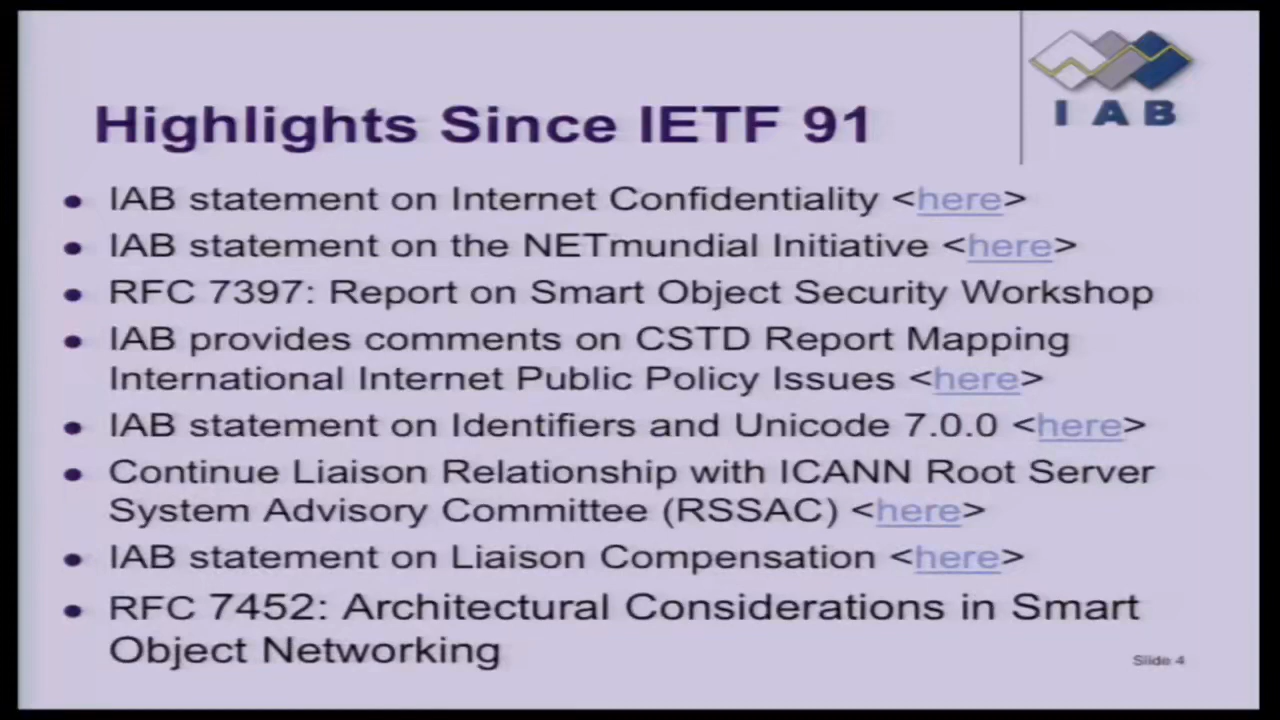 IAB
Highlights Since IETF 91
• IAB statement on Internet Confidentiality <here>
• IAB statement on the NETmundial Initiative <here>
• RFC 7397: Report on Smart Object Security Workshop
• IAB provides comments on CSTD Report Mapping
International Internet Public Policy Issues <here>
• IAB statement on Identifiers and Unicode 7.0.0 <here>
• Continue Liaison Relationship with ICANN Root Server
System Advisory Committee (RSSAC) <here>
• IAB statement on Liaison Compensation <here>
• RFC 7452: Architectural Considerations in Smart
Object Networking
Slide 4